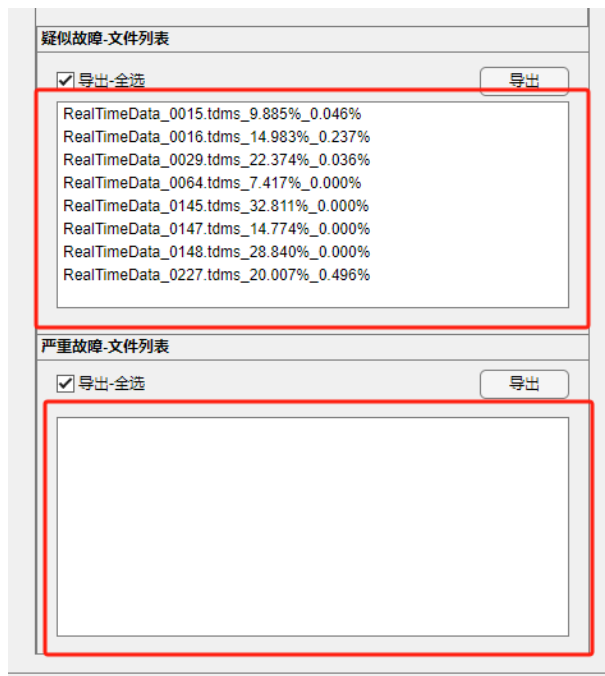 疑似故障-文件列表
导出-全选
导出
RealTimeData_0015.tdms_9.885%_0.046%
RealTimeData_0016.tdms_14.983%_0.237%
RealTimeData_0029.tdms_22.374%_0.036%
RealTimeData_0064.tdms_7.417%_0.000%
RealTimeData_0145.tdms_32.811%_0.000%
RealTimeData_0147.tdms_14.774%_0.000%
RealTimeData_0148.tdms_28.840%_0.000%
RealTimeData_0227.tdms_20.007%_0.496%
严重故障-文件列表
导出-全选
导出